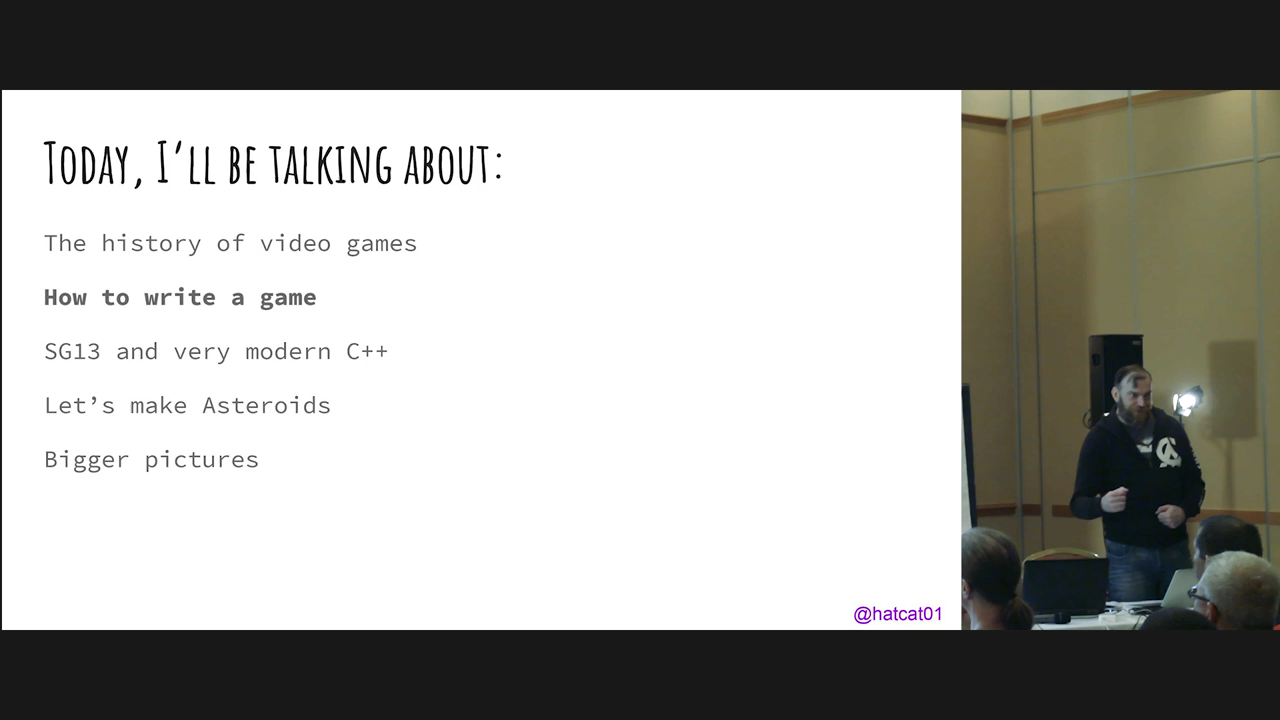 Today, I'll be talking about:
The history of video games
How to write a game
SG13 and very modern C++
Let's make Asteroids
Bigger pictures
@hatcat01